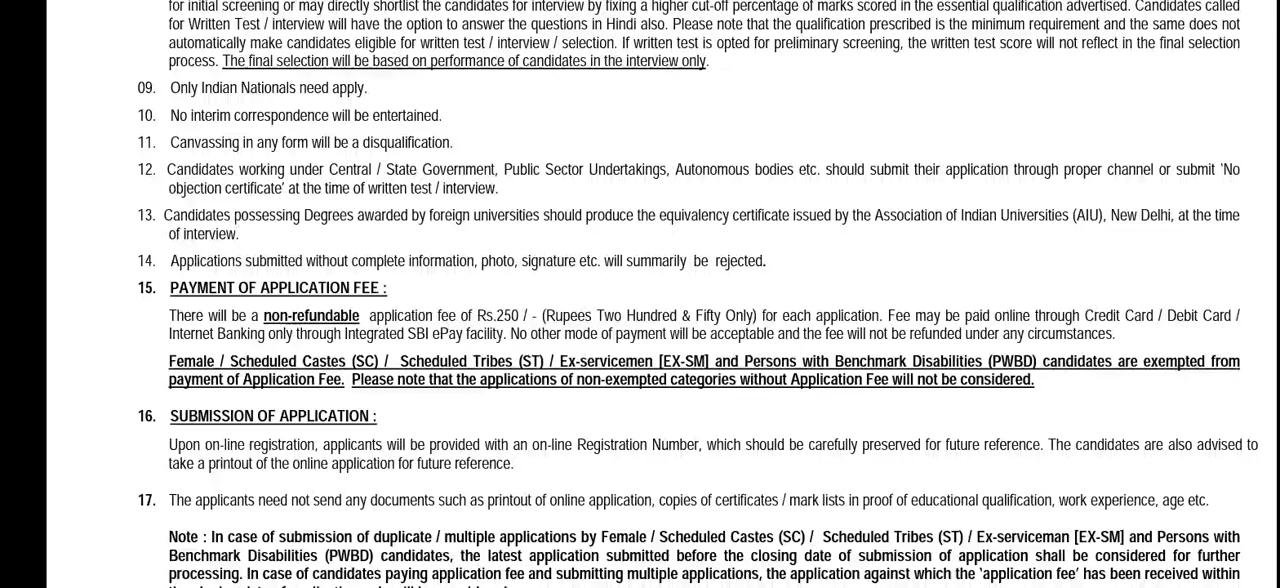 for initial screening or may directly shortlist the candidates for interview by fixing a higher cut-off percentage of marks scored in the essential qualification advertised. Candidates called
for Written Test / interview will have the option to answer the questions in Hindi also. Please note that the qualification prescribed is the minimum requirement and the same does not
automatically make candidates eligible for written test / interview / selection. If written test is opted for preliminary screening, the written test score will not reflect in the final selection
process. The final selection will be based on performance of candidates in the interview only.
09. Only Indian Nationals need apply.
10. No interim correspondence will be entertained.
11. Canvassing in any form will be a disqualification.
12. Candidates working under Central / State Government, Public Sector Undertakings, Autonomous bodies etc. should submit their application through proper channel or submit 'No
objection certificate' at the time of written test / interview.
13. Candidates possessing Degrees awarded by foreign universities should produce the equivalency certificate issued by the Association of Indian Universities (AIU), New Delhi, at the time
of interview.
14. Applications submitted without complete information, photo, signature etc. will summarily be rejected.
15. PAYMENT OF APPLICATION FEE :
There will be a non-refundable application fee of Rs.250 / - (Rupees Two Hundred & Fifty Only) for each application. Fee may be paid online through Credit Card / Debit Card /
Internet Banking only through Integrated SBI ePay facility. No other mode of payment will be acceptable and the fee will not be refunded under any circumstances.
Female / Scheduled Castes (SC) / Scheduled Tribes (ST) / Ex-servicemen [EX-SM] and Persons with Benchmark Disabilities (PWBD) candidates are exempted from
payment of Application Fee. Please note that the applications of non-exempted categories without Application Fee will not be considered.
16. SUBMISSION OF APPLICATION :
Upon on-line registration, applicants will be provided with an on-line Registration Number, which should be carefully preserved for future reference. The candidates are also advised to
take a printout of the online application for future reference.
17. The applicants need not send any documents such as printout of online application, copies of certificates / mark lists in proof of educational qualification, work experience, age etc.
Note : In case of submission of duplicate / multiple applications by Female / Scheduled Castes (SC) / Scheduled Tribes (ST) / Ex-serviceman [EX-SM] and Persons with
Benchmark Disabilities (PWBD) candidates, the latest application submitted before the closing date of submission of application shall be considered for further
processing. In case of candidates paying application fee and submitting multiple applications, the application against which the 'application fee' has been received within